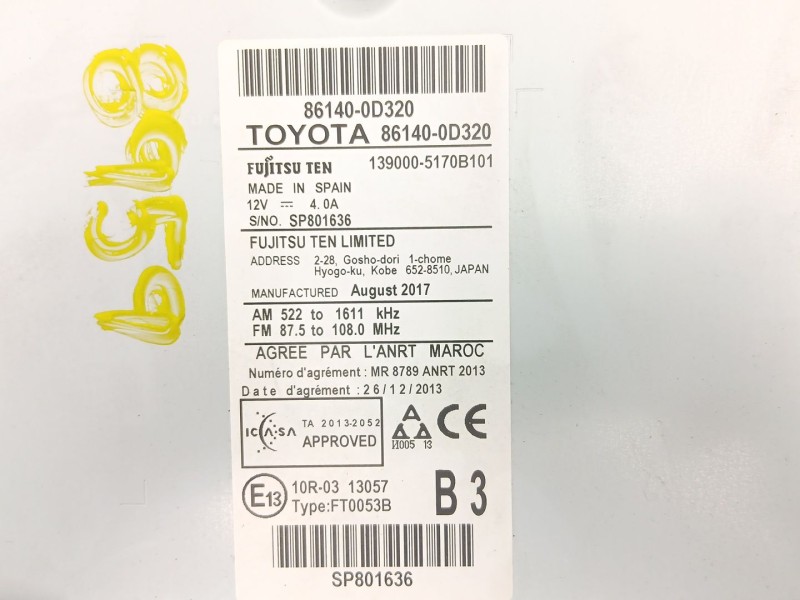 86140-0D320
TOYOTA 86140-0D320
FUJITSU TEN 139000-5170B101
MADE IN SPAIN
12V ⎓ 4.0A
S/NO. SP801636
FUJITSU TEN LIMITED
ADDRESS 2-28, Gosho-dori 1-chome
Hyogo-ku, Kobe 652-8510, JAPAN
MANUFACTURED August 2017
AM 522 to 1611 kHz
FM 87.5 to 108.0 MHz
AGREE PAR L'ANRT MAROC
Numéro d'agrément : MR 8789 ANRT 2013
Date d'agrément : 26/12/2013
ICASA TA 2013-2052
APPROVED
CE
И005 13
E13 10R-03 13057
Type:FT0053B
B 3
SP801636